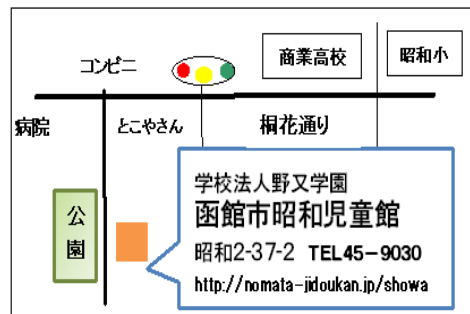 商業高校
昭和小
コンビニ
病院
とこやさん
桐花通り
公園
学校法人野又学園
函館市昭和児童館
昭和2-37-2 TEL45-9030
http://nomata-jidoukan.jp/showa